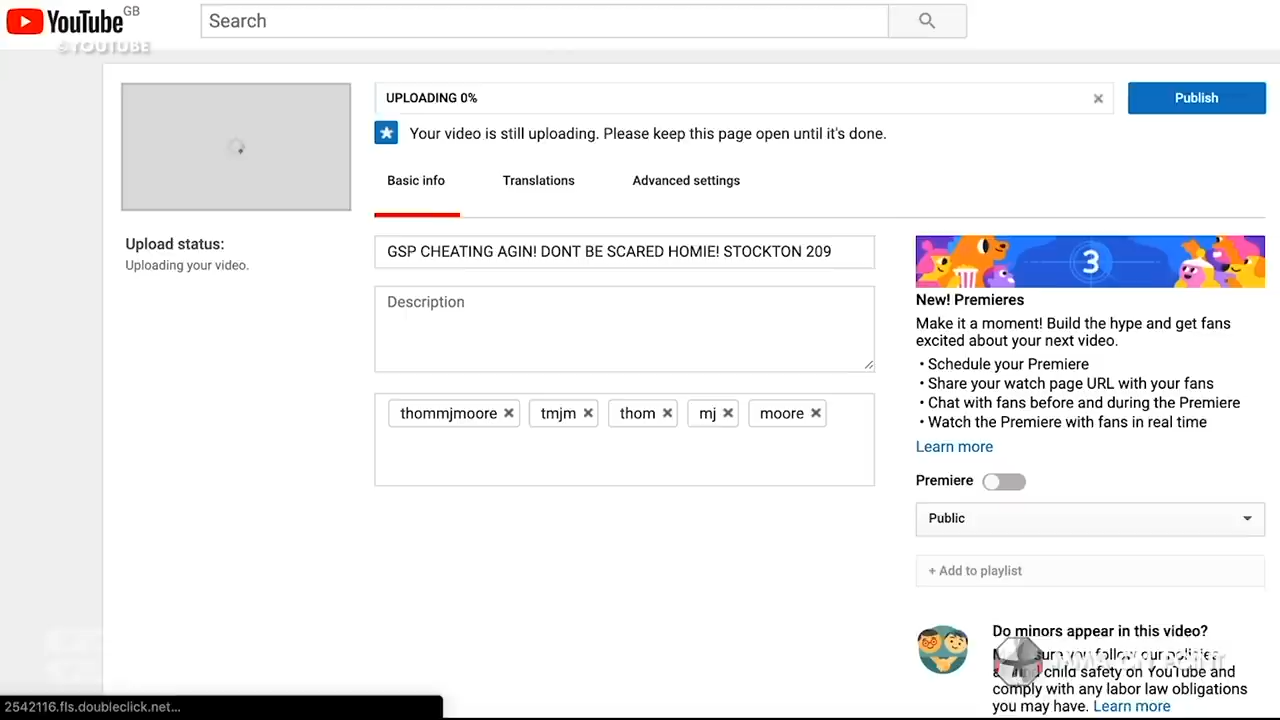 YouTube GB
Search
© YOUTUBE
UPLOADING 0%
Publish
Your video is still uploading. Please keep this page open until it's done.
Basic info
Translations
Advanced settings
Upload status:
Uploading your video.
GSP CHEATING AGIN! DONT BE SCARED HOMIE! STOCKTON 209
Description
thommjmoore
tmjm
thom
mj
moore
3
New! Premieres
Make it a moment! Build the hype and get fans
excited about your next video.
• Schedule your Premiere
• Share your watch page URL with your fans
• Chat with fans before and during the Premiere
• Watch the Premiere with fans in real time
Learn more
Premiere
Public
+ Add to playlist
Do minors appear in this video?
sure you follow our policies
child safety on YouTube and
comply with any labor law obligations
you may have. Learn more
2542116.fls.doubleclick.net...